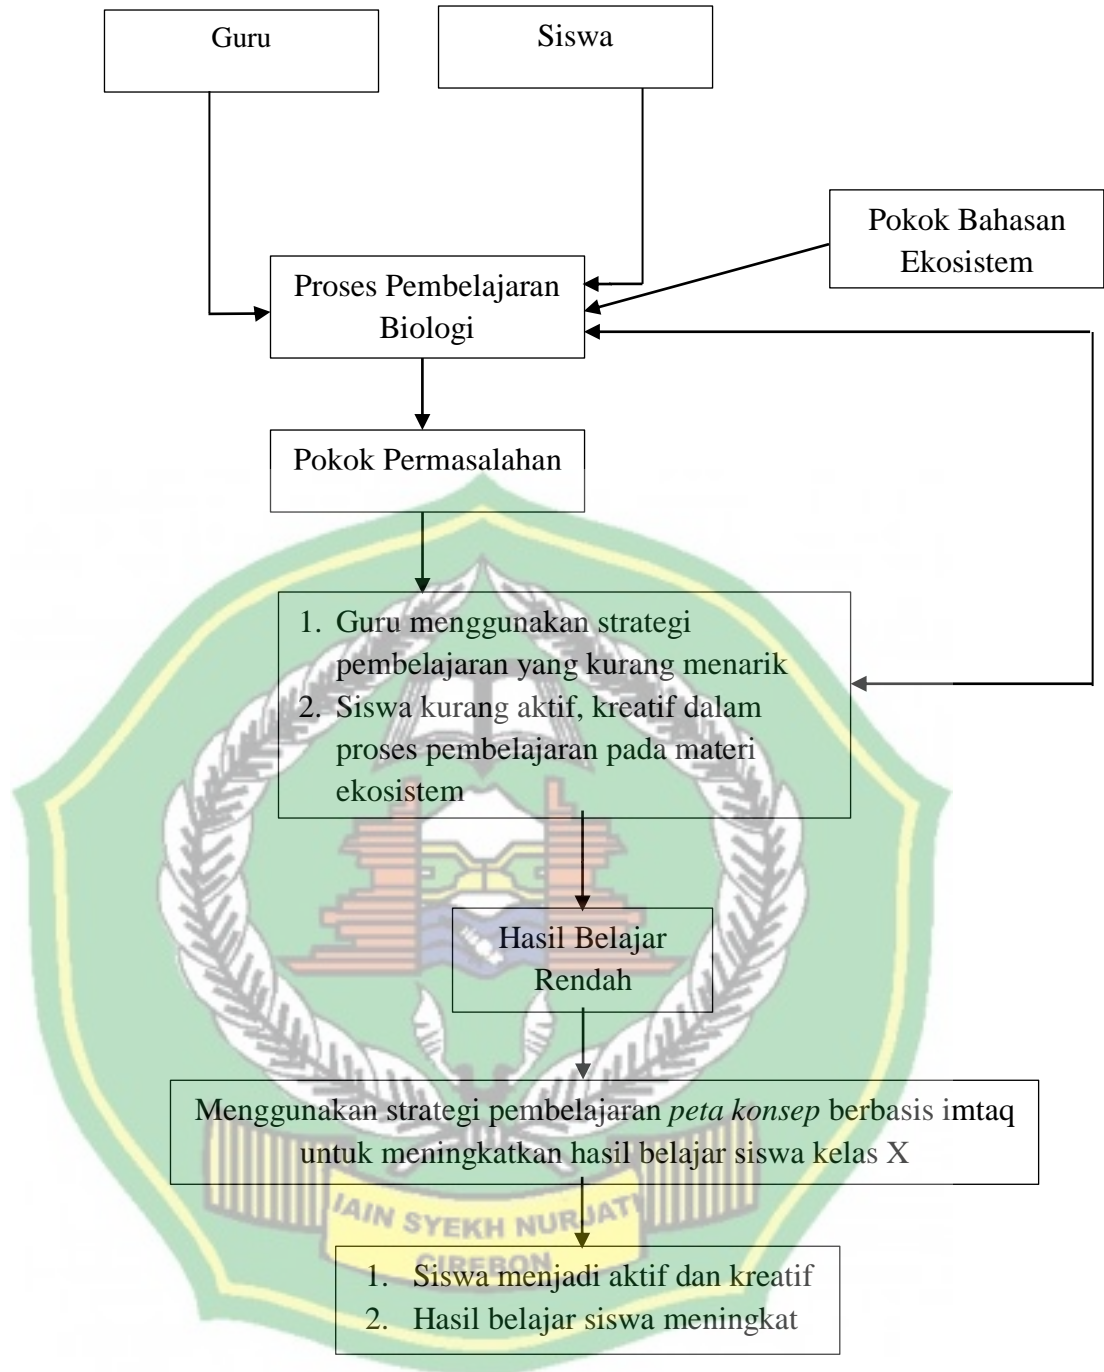 Guru
Siswa
Pokok Bahasan
Ekosistem
Proses Pembelajaran
Biologi
Pokok Permasalahan
1. Guru menggunakan strategi
pembelajaran yang kurang menarik
2. Siswa kurang aktif, kreatif dalam
proses pembelajaran pada materi
ekosistem
Hasil Belajar
Rendah
Menggunakan strategi pembelajaran peta konsep berbasis imtaq
untuk meningkatkan hasil belajar siswa kelas X
IAIN SYEKH NURJATI
CIREBON
1. Siswa menjadi aktif dan kreatif
2. Hasil belajar siswa meningkat